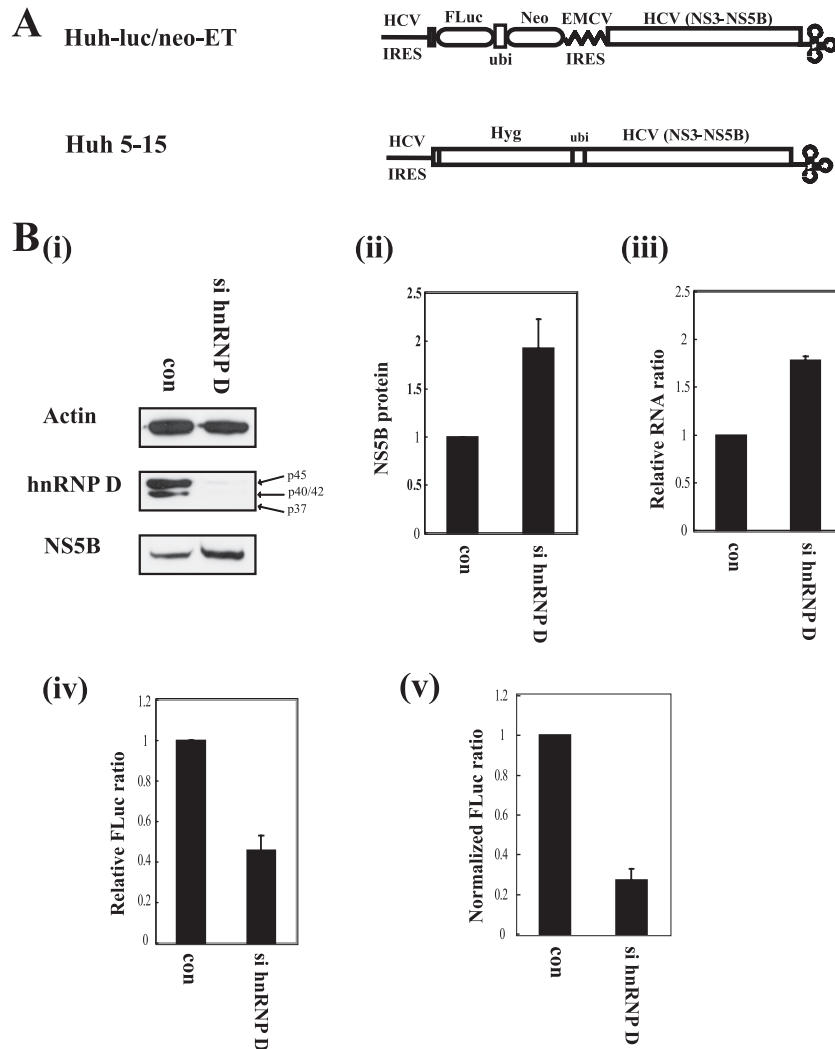 A
Huh-luc/neo-ET
HCV FLuc Neo EMCV HCV (NS3-NS5B)
IRES ubi IRES
Huh 5-15
HCV Hyg ubi HCV (NS3-NS5B)
IRES
B (i)
con
si hnRNP D
Actin
hnRNP D
p45
p40/42
p37
NS5B
(ii)
NS5B protein
2.5
2
1.5
1
0.5
0
con
si hnRNP D
(iii)
Relative RNA ratio
2.5
2
1.5
1
0.5
0
con
si hnRNP D
(iv)
Relative FLuc ratio
1.2
1
0.8
0.6
0.4
0.2
0
con
si hnRNP D
(v)
Normalized FLuc ratio
1.2
1
0.8
0.6
0.4
0.2
0
con
si hnRNP D